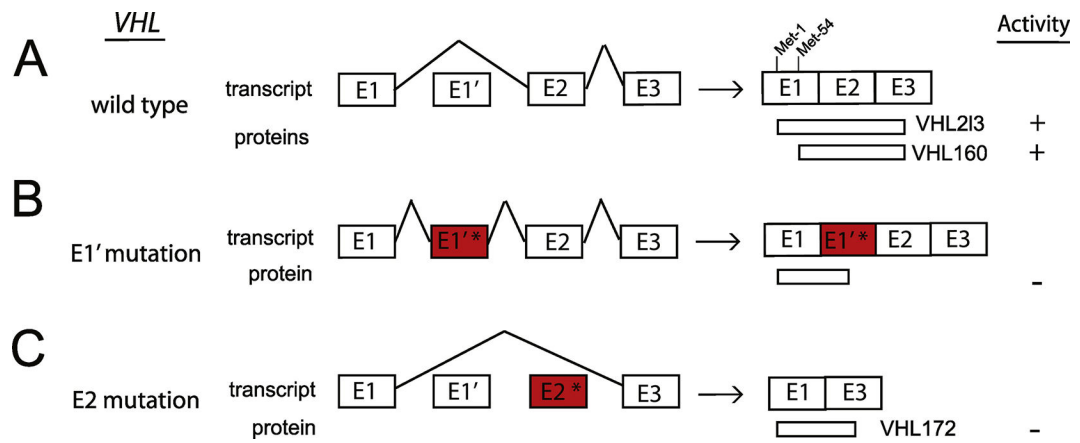 VHL
Activity
A
wild type
transcript
E1
E1'
E2
E3
Met-1
Met-54
E1
E2
E3
proteins
VHL213
+
VHL160
+
B
E1' mutation
transcript
E1
E1'*
E2
E3
E1
E1'*
E2
E3
protein
-
C
E2 mutation
transcript
E1
E1'
E2*
E3
E1
E3
protein
VHL172
-